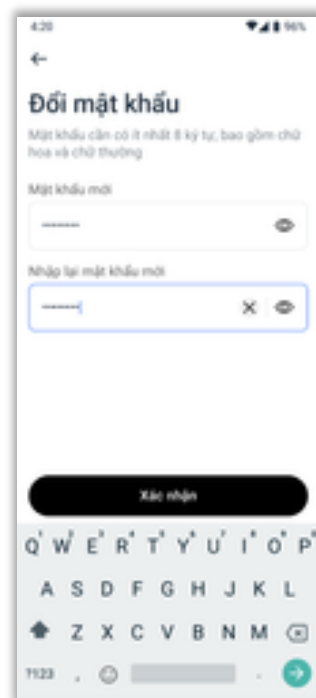 4:20 96%
Đổi mật khẩu
Mật khẩu cần có ít nhất 8 ký tự, bao gồm chữ
hoa và chữ thường
Mật khẩu mới
Nhập lại mật khẩu mới
Xác nhận
Q W E R T Y U I O P
A S D F G H J K L
Z X C V B N M
?123 , .